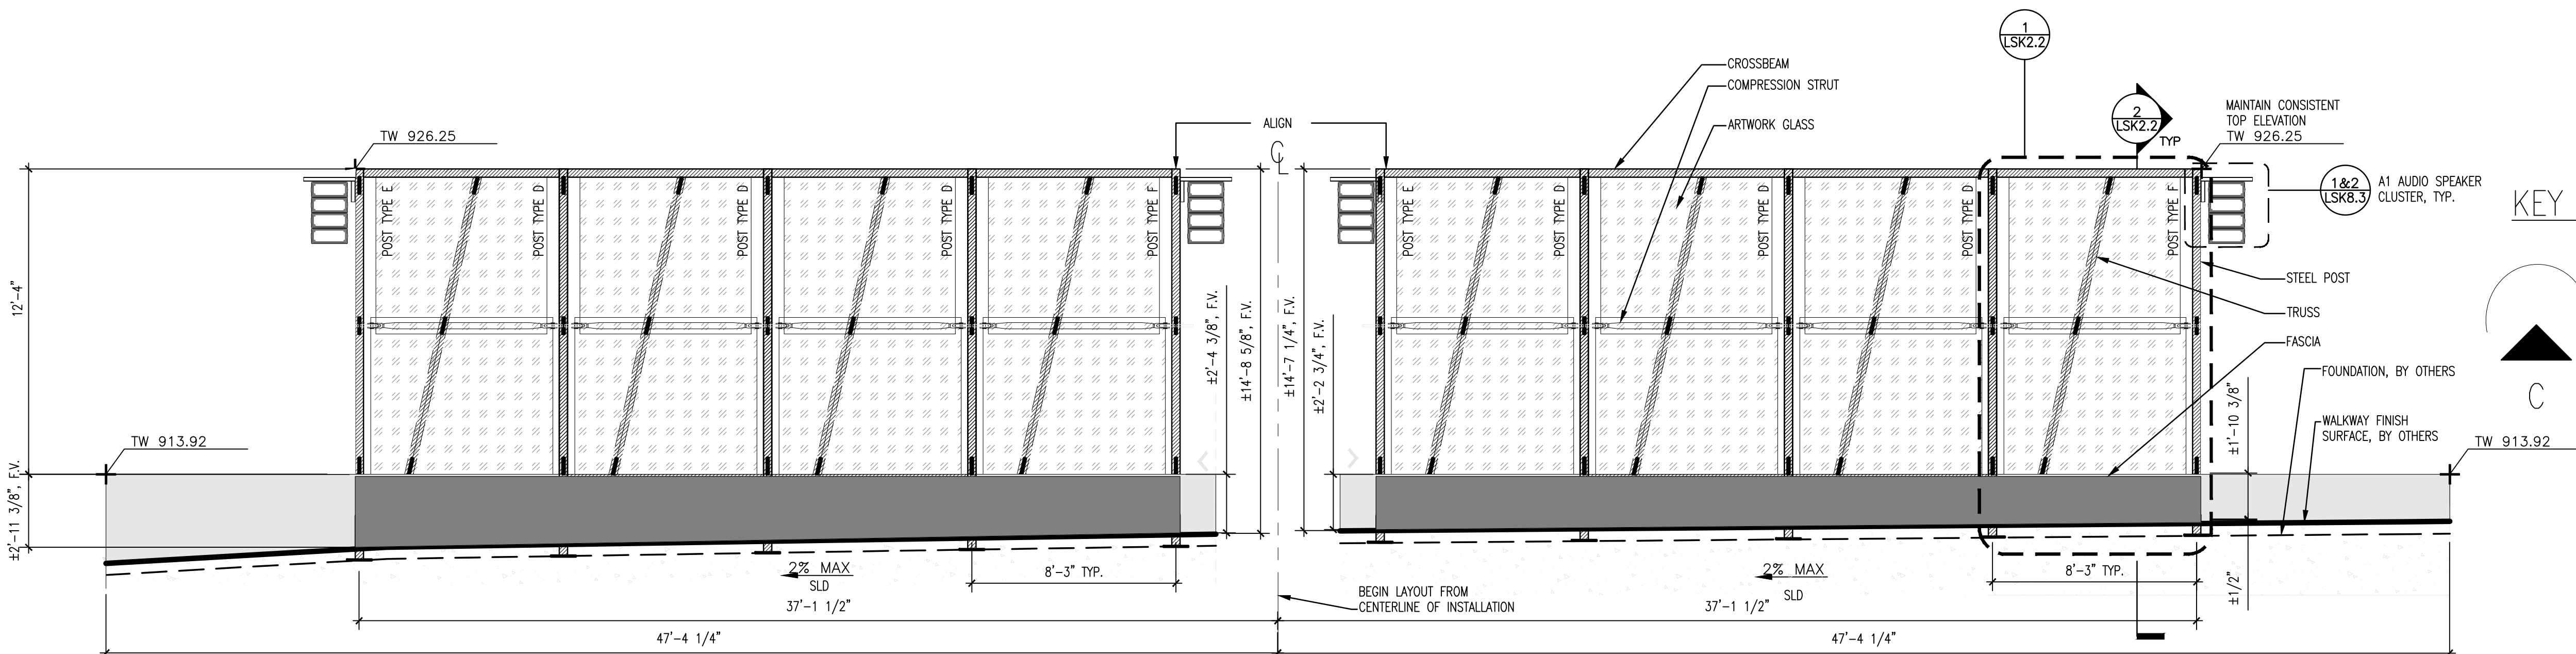 1
LSK2.2
CROSSBEAM
COMPRESSION STRUT
ARTWORK GLASS
2
LSK2.2
TYP
MAINTAIN CONSISTENT
TOP ELEVATION
TW 926.25
TW 926.25
ALIGN
CL
1&2
LSK8.3
A1 AUDIO SPEAKER
CLUSTER, TYP.
KEY
POST TYPE E
POST TYPE D
POST TYPE D
POST TYPE D
POST TYPE F
POST TYPE E
POST TYPE D
POST TYPE D
POST TYPE D
POST TYPE F
12'-4"
±2'-4 3/8", F.V.
±14'-8 5/8", F.V.
±14'-7 1/4", F.V.
±2'-2 3/4", F.V.
STEEL POST
TRUSS
FASCIA
FOUNDATION, BY OTHERS
WALKWAY FINISH
SURFACE, BY OTHERS
C
TW 913.92
TW 913.92
±2'-11 3/8", F.V.
±1'-10 3/8"
±1/2"
2% MAX
SLD
8'-3" TYP.
37'-1 1/2"
47'-4 1/4"
BEGIN LAYOUT FROM
CENTERLINE OF INSTALLATION
2% MAX
SLD
8'-3" TYP.
37'-1 1/2"
47'-4 1/4"